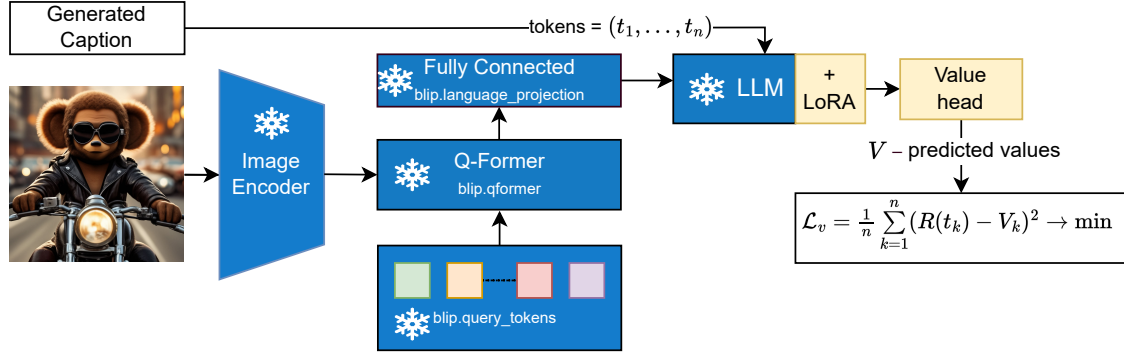 Generated
Caption
tokens = (t₁, . . . , tₙ)
Fully Connected
blip.language_projection
LLM
+
LoRA
Value
head
Image
Encoder
Q-Former
blip.qformer
V – predicted values
ℒᵥ = 1/n ∑ₖ₌₁ⁿ (R(tₖ) − Vₖ)² → min
blip.query_tokens